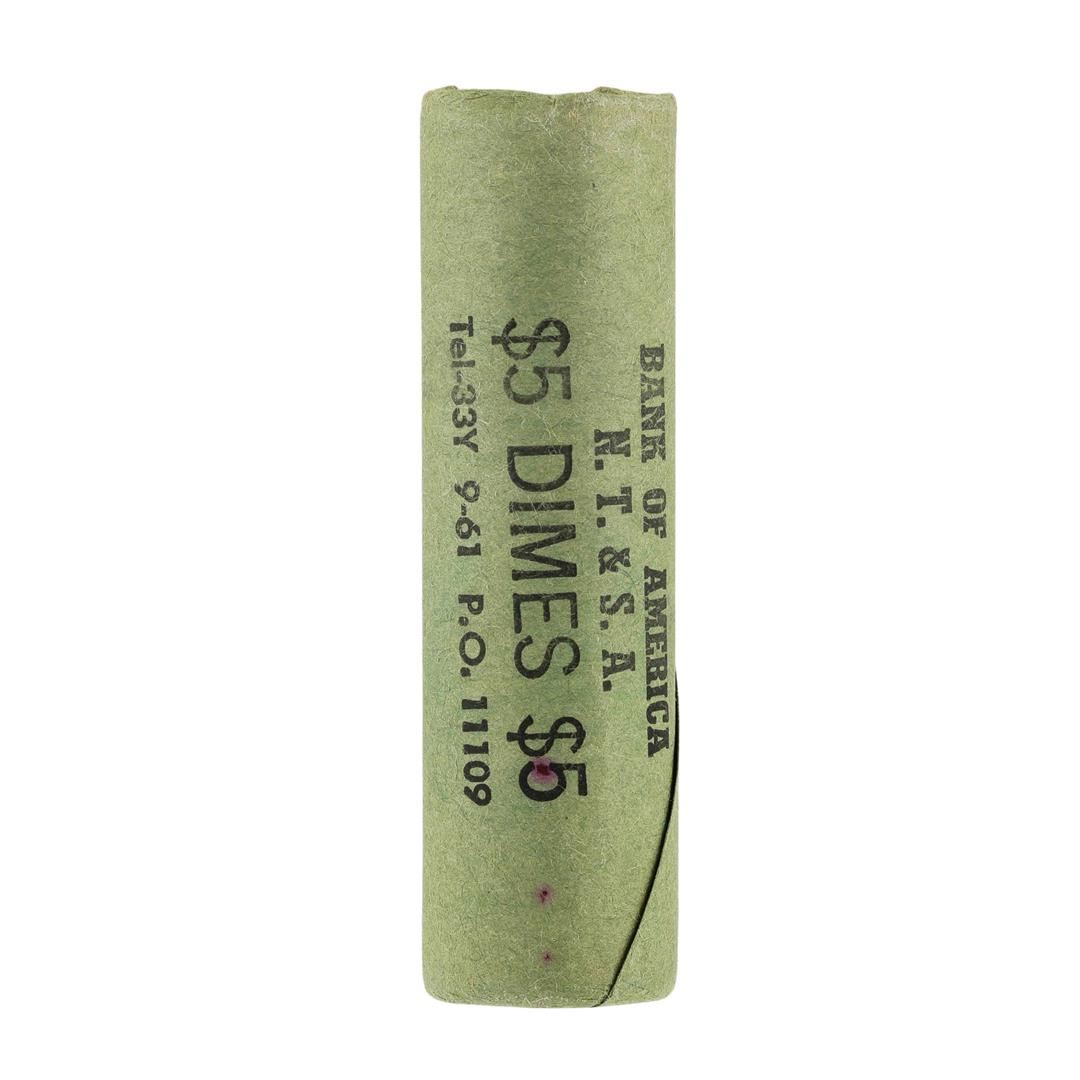 BANK OF AMERICA
N. T. & S. A.
$5 DIMES $5
Tel-33Y 9-61 P.O. 11109